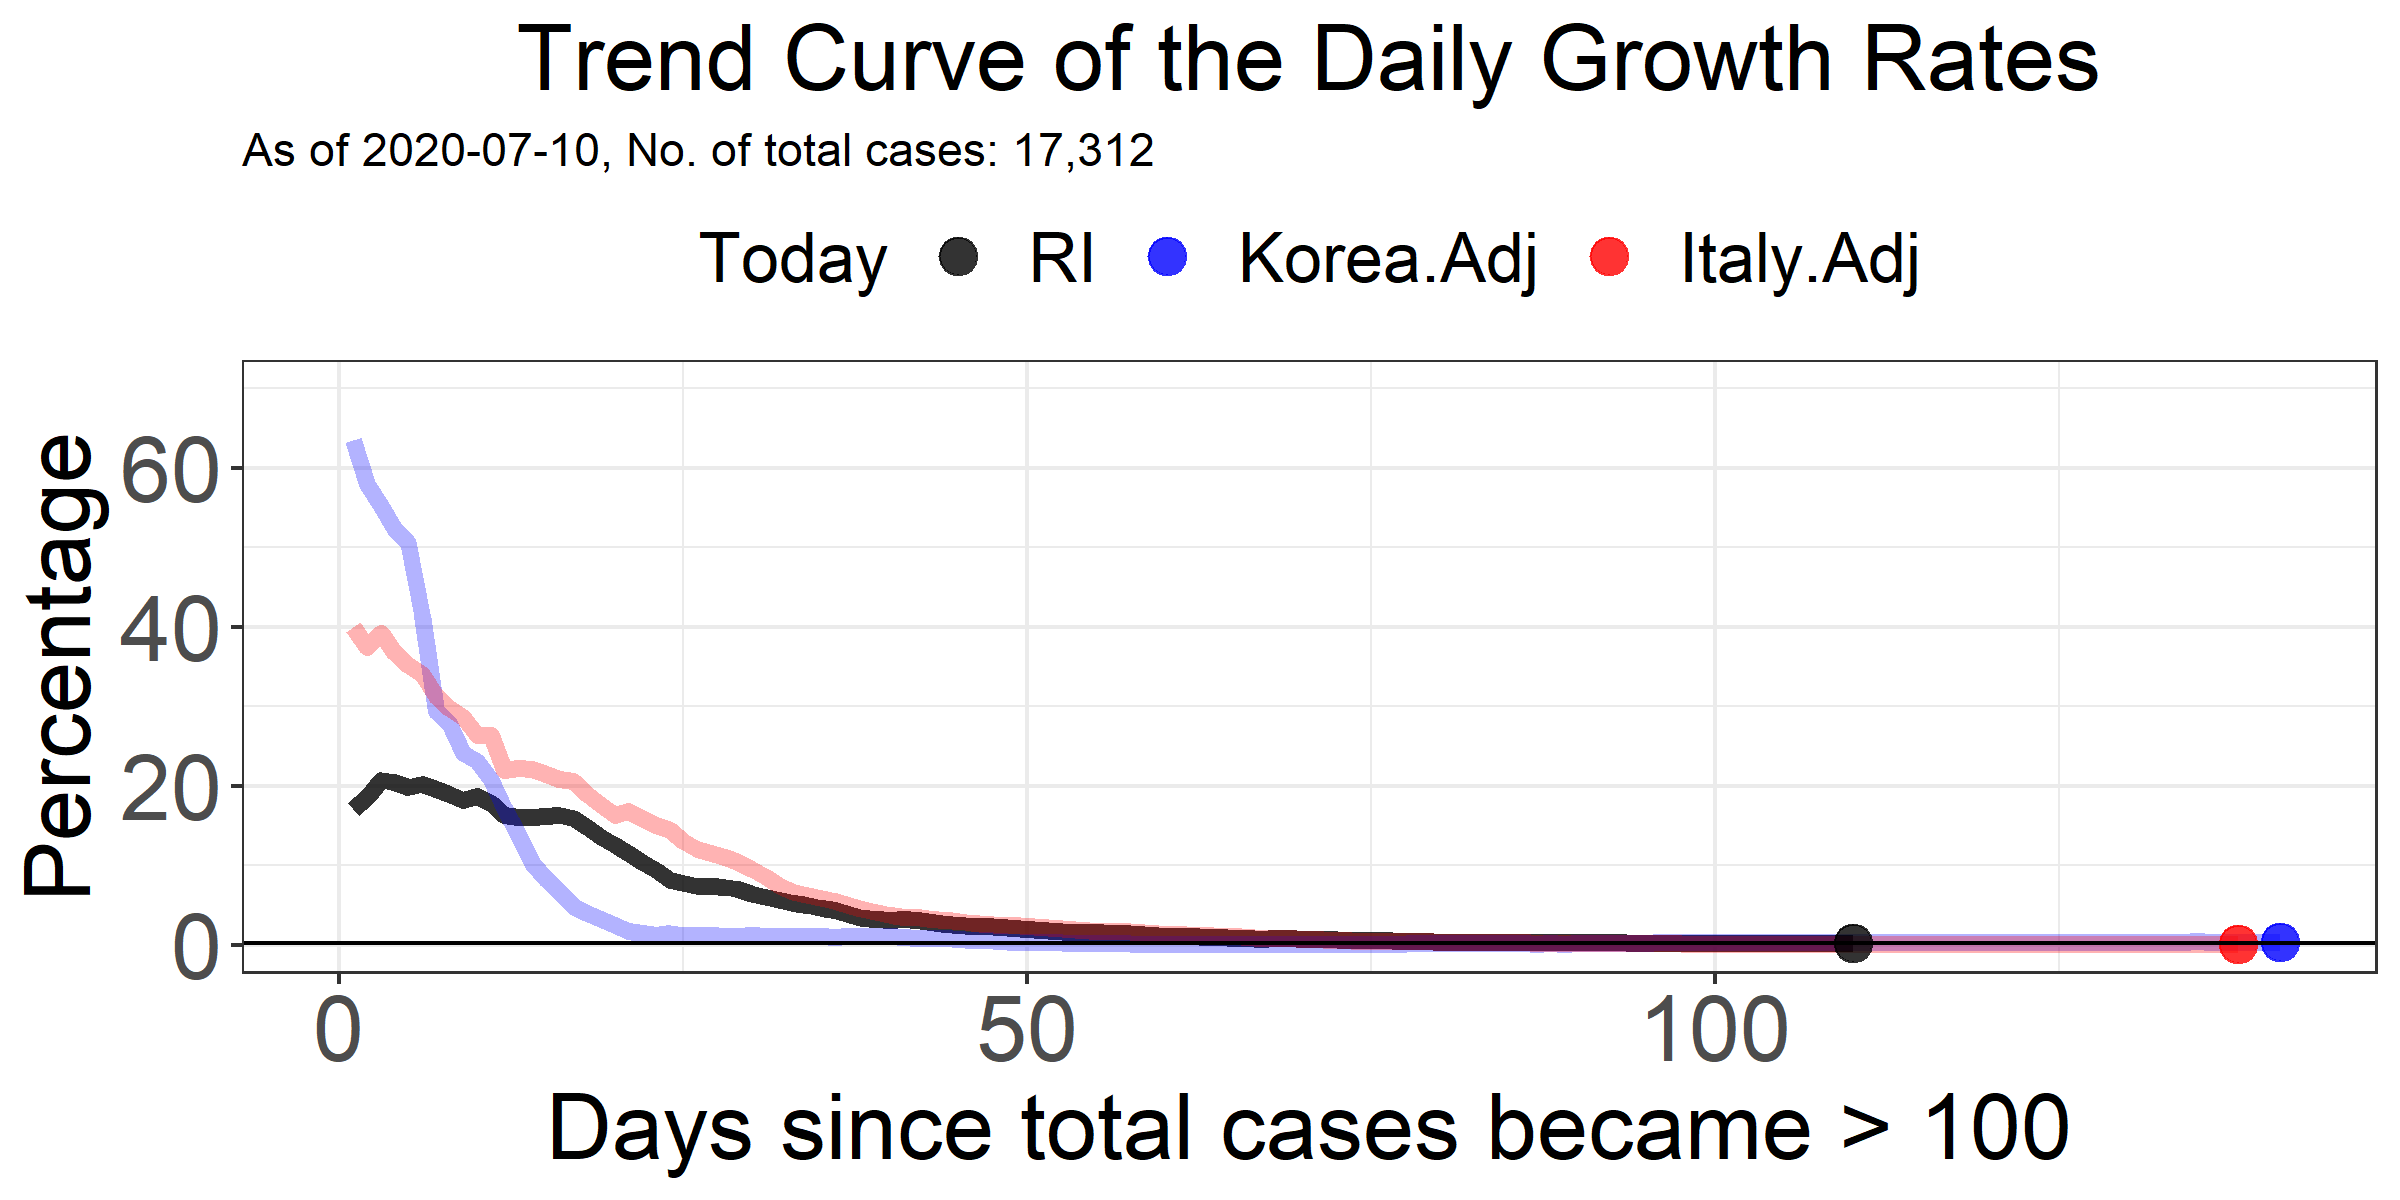 Trend Curve of the Daily Growth Rates
As of 2020-07-10, No. of total cases: 17,312
Today RI Korea.Adj Italy.Adj
Percentage
60
40
20
0
0 50 100
Days since total cases became > 100